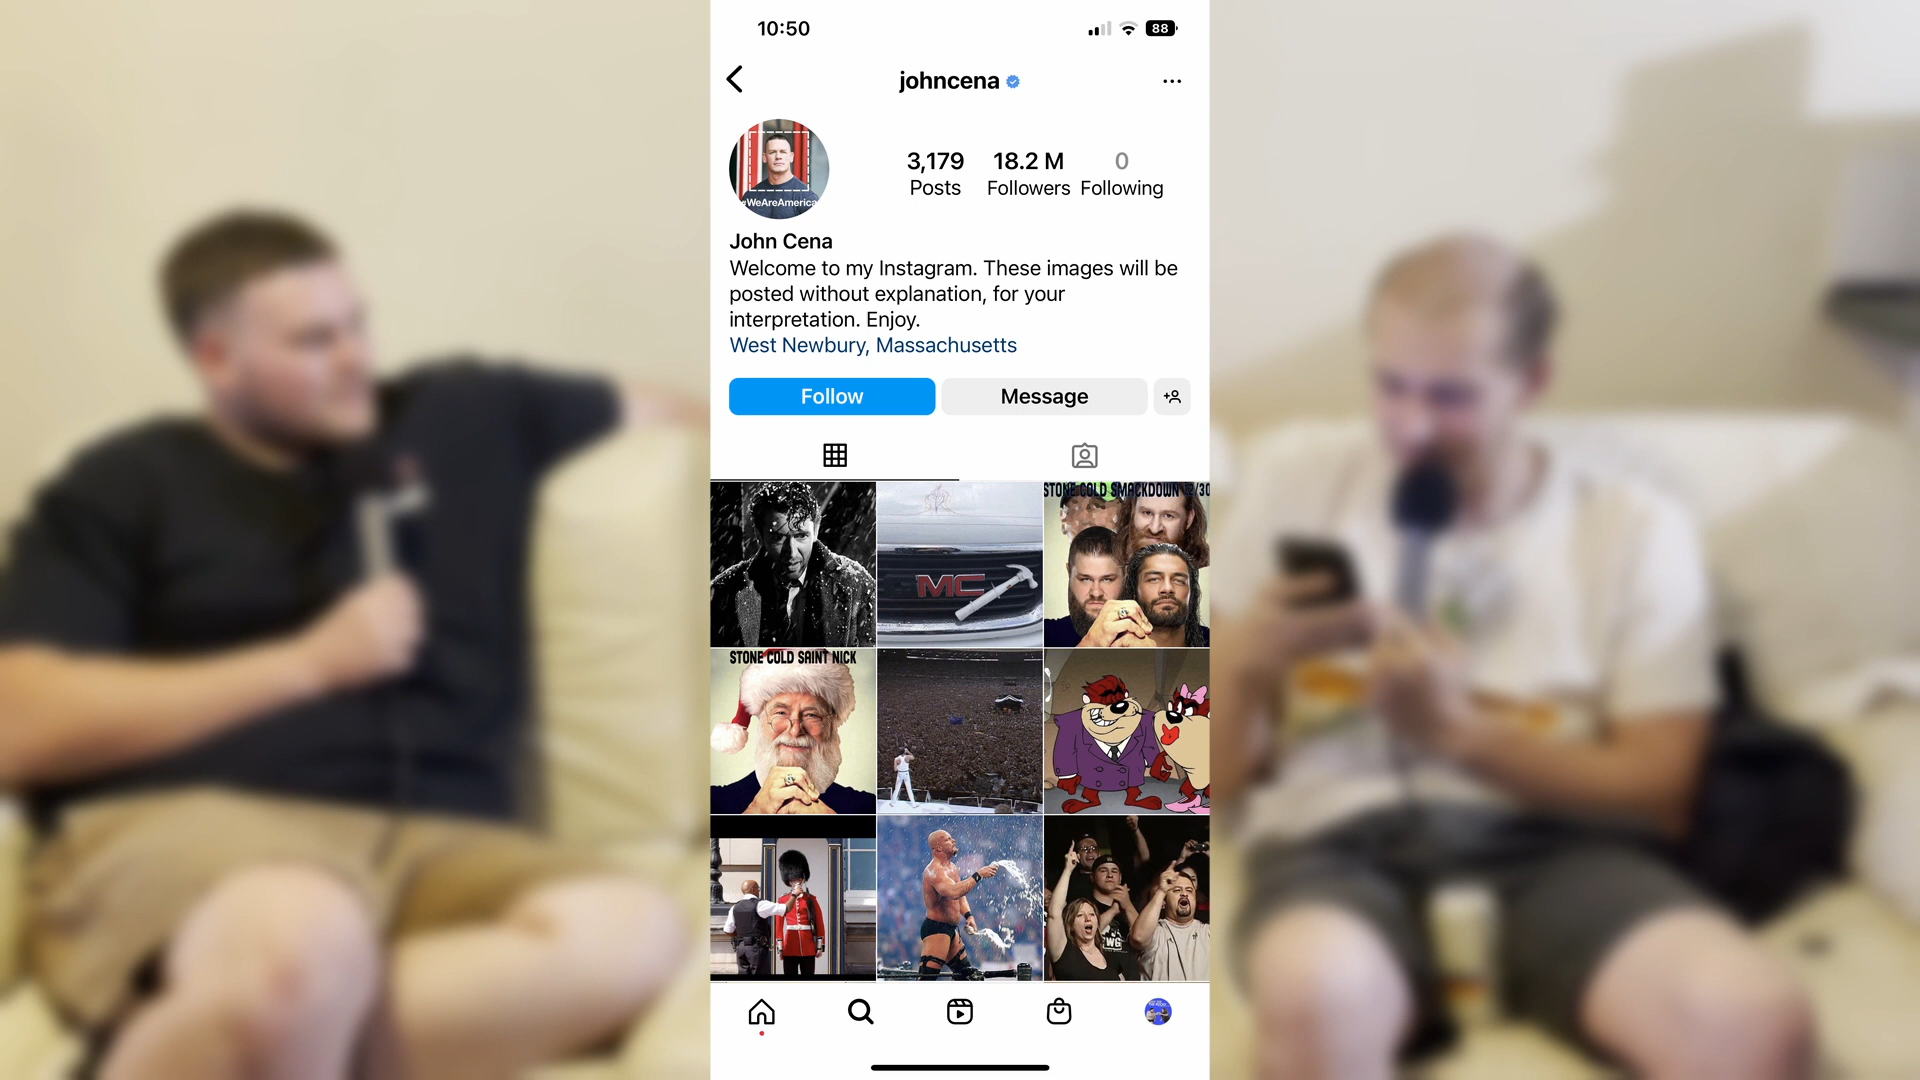 10:50
88
johncena
3,179
18.2 M
0
Posts
Followers
Following
#WeAreAmerica
John Cena
Welcome to my Instagram. These images will be
posted without explanation, for your
interpretation. Enjoy.
West Newbury, Massachusetts
Follow
Message
STONE COLD SMACKDOWN 12/30
MC
STONE COLD SAINT NICK